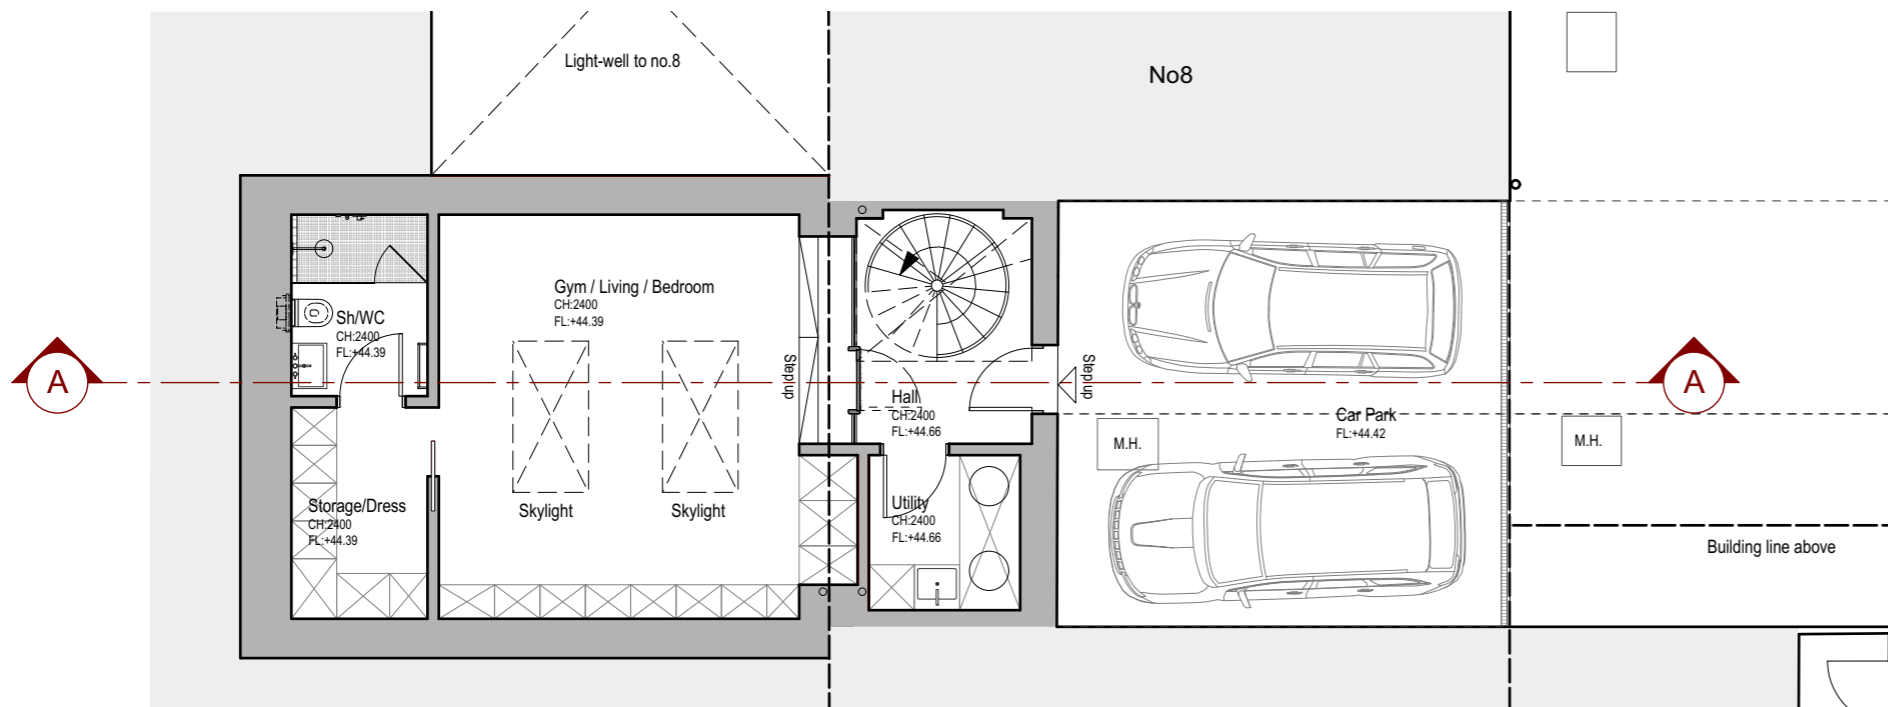 Light-well to no.8
No8
Gym / Living / Bedroom
CH:2400
FL:+44.39
Sh/WC
CH:2400
FL:+44.39
A
Step up
Step up
A
Hall
CH:2400
FL:+44.66
Car Park
FL:+44.42
M.H.
M.H.
Storage/Dress
CH:2400
FL:+44.39
Skylight
Skylight
Utility
CH:2400
FL:+44.66
Building line above